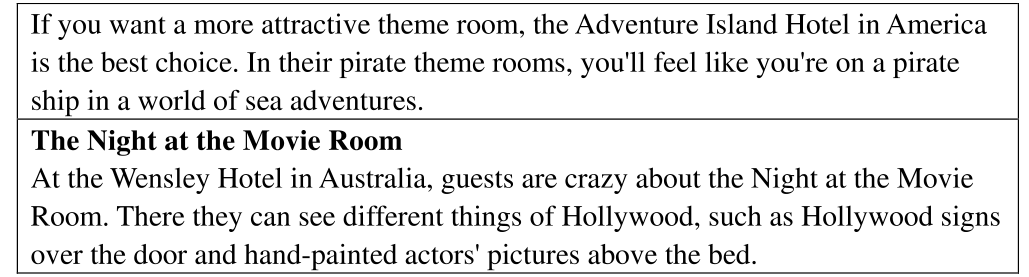 If you want a more attractive theme room, the Adventure Island Hotel in America
is the best choice. In their pirate theme rooms, you'll feel like you're on a pirate
ship in a world of sea adventures.
The Night at the Movie Room
At the Wensley Hotel in Australia, guests are crazy about the Night at the Movie
Room. There they can see different things of Hollywood, such as Hollywood signs
over the door and hand-painted actors' pictures above the bed.